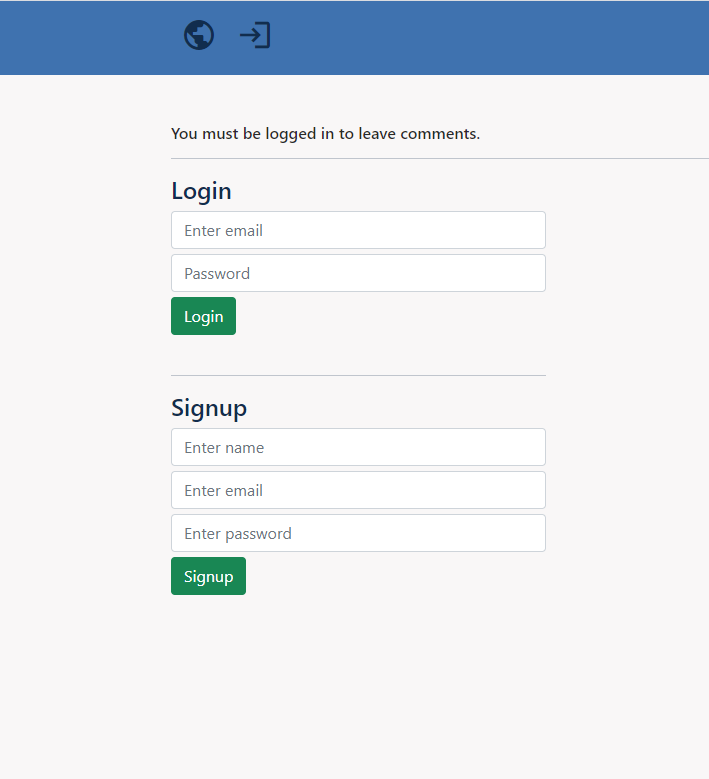 You must be logged in to leave comments.
Login
Enter email
Password
Login
Signup
Enter name
Enter email
Enter password
Signup